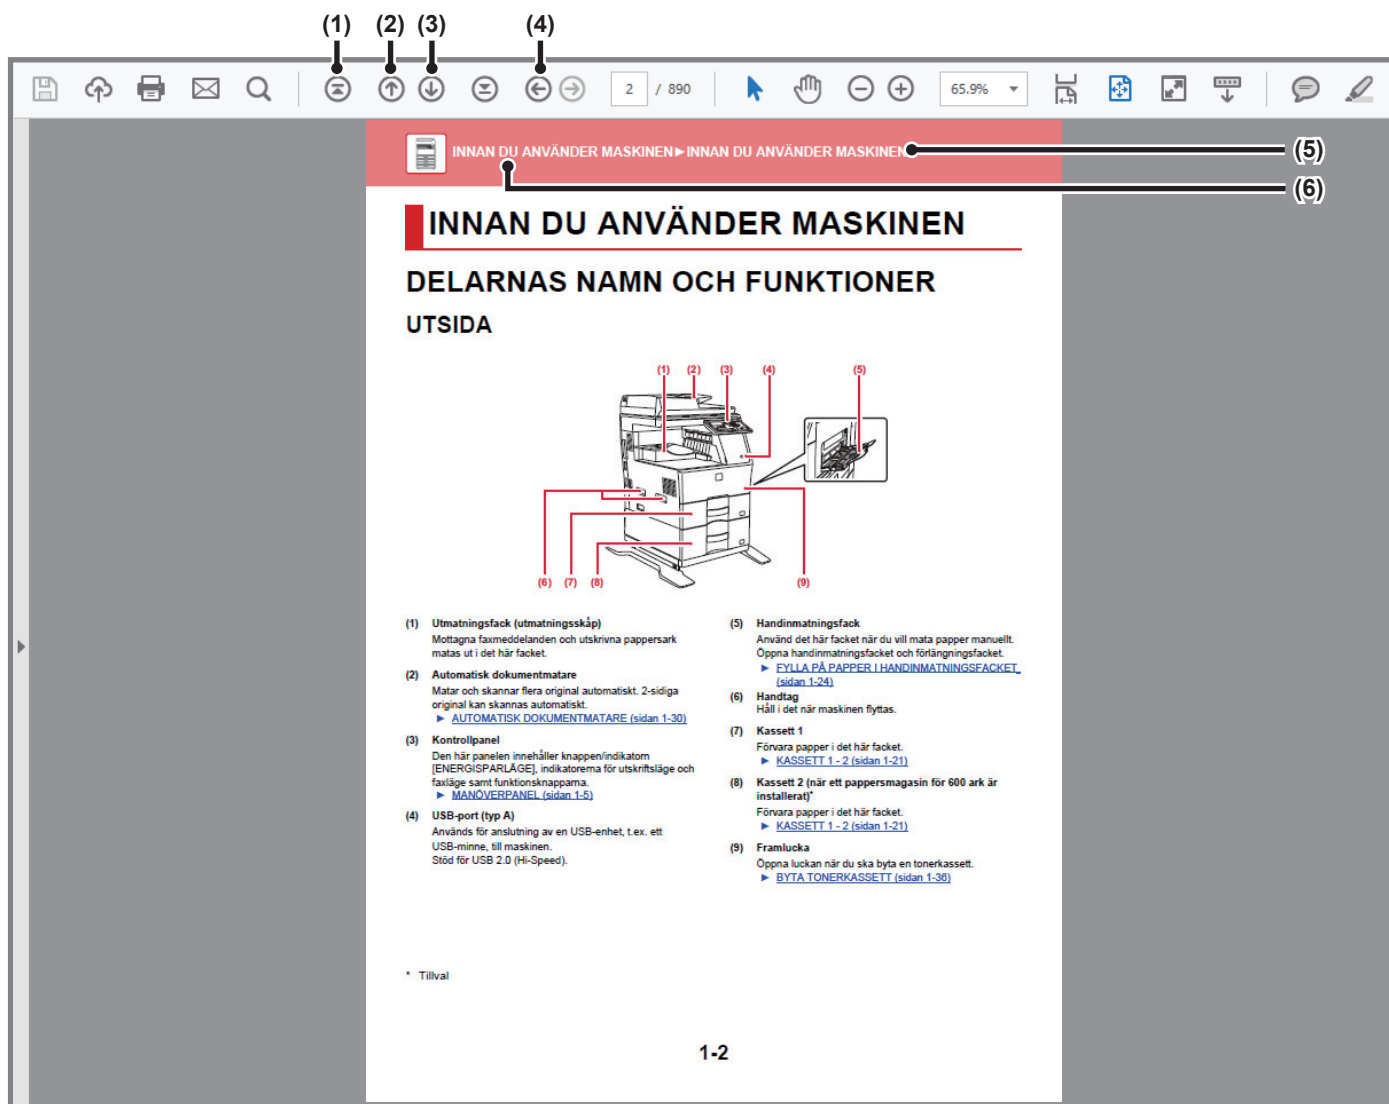 (1) (2) (3) (4)
2 / 890 65.9%
INNAN DU ANVÄNDER MASKINEN►INNAN DU ANVÄNDER MASKINEN
(5)
(6)
INNAN DU ANVÄNDER MASKINEN
DELARNAS NAMN OCH FUNKTIONER
UTSIDA
(1) (2) (3) (4) (5)
(6) (7) (8) (9)
(1) Utmatningsfack (utmatningsskåp)
Mottagna faxmeddelanden och utskrivna pappersark
matas ut i det här facket.
(2) Automatisk dokumentmatare
Matar och skannar flera original automatiskt. 2-sidiga
original kan skannas automatiskt.
► AUTOMATISK DOKUMENTMATARE (sidan 1-30)
(3) Kontrollpanel
Den här panelen innehåller knappen/indikatorn
[ENERGISPARLÄGE], indikatorerna för utskriftsläge och
faxläge samt funktionsknapparna.
► MANÖVERPANEL (sidan 1-5)
(4) USB-port (typ A)
Används för anslutning av en USB-enhet, t.ex. ett
USB-minne, till maskinen.
Stöd för USB 2.0 (Hi-Speed).
(5) Handinmatningsfack
Använd det här facket när du vill mata papper manuellt.
Öppna handinmatningsfacket och förlängningsfacket.
► FYLLA PÅ PAPPER I HANDINMATNINGSFACKET
(sidan 1-24)
(6) Handtag
Håll i det när maskinen flyttas.
(7) Kassett 1
Förvara papper i det här facket.
► KASSETT 1 - 2 (sidan 1-21)
(8) Kassett 2 (när ett pappersmagasin för 600 ark är
installerat)*
Förvara papper i det här facket.
► KASSETT 1 - 2 (sidan 1-21)
(9) Framlucka
Öppna luckan när du ska byta en tonerkassett.
► BYTA TONERKASSETT (sidan 1-36)
* Tillval
1-2